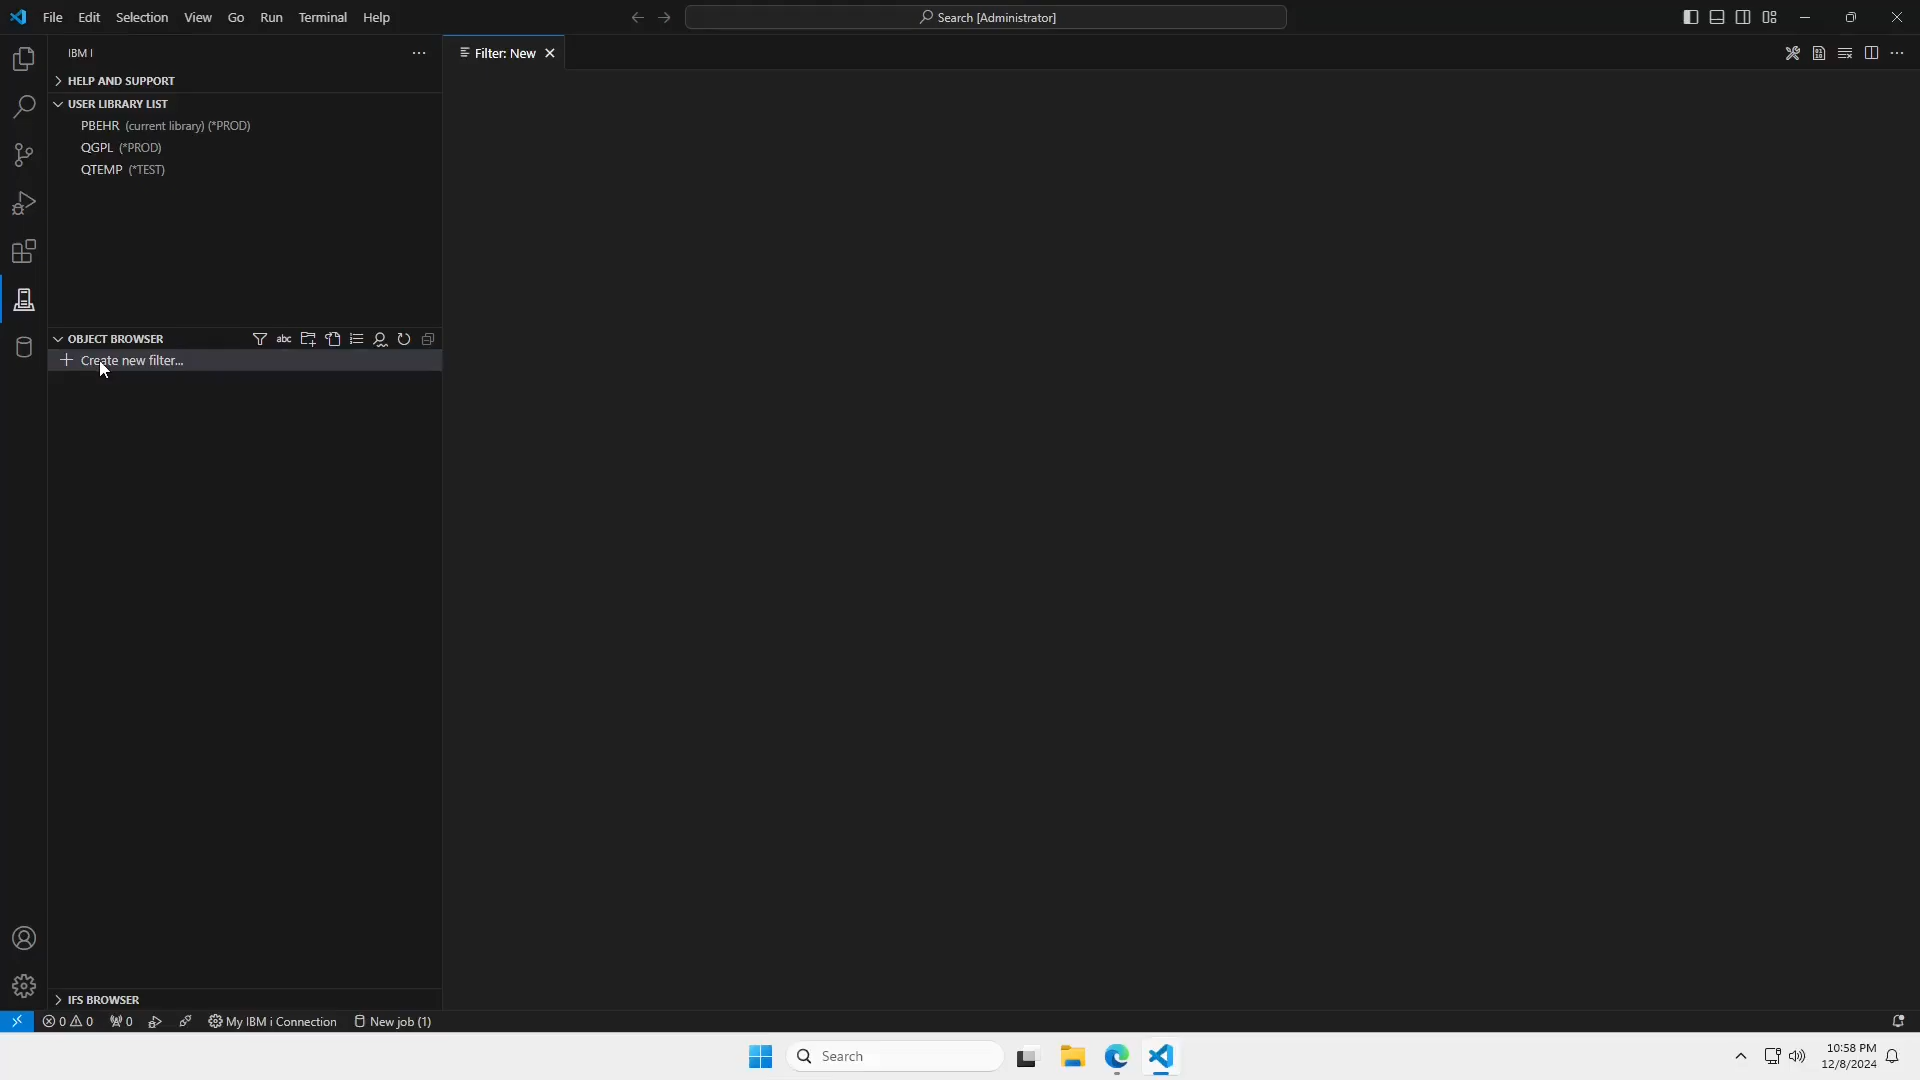 File Edit Selection View Go Run Terminal Help
Search [Administrator]
IBM I
Filter: New
HELP AND SUPPORT
USER LIBRARY LIST
PBEHR (current library) (*PROD)
QGPL (*PROD)
QTEMP (*TEST)
OBJECT BROWSER
abc
Create new filter...
IFS BROWSER
0 0 0 My IBM i Connection New job (1)
Search
10:58 PM
12/8/2024